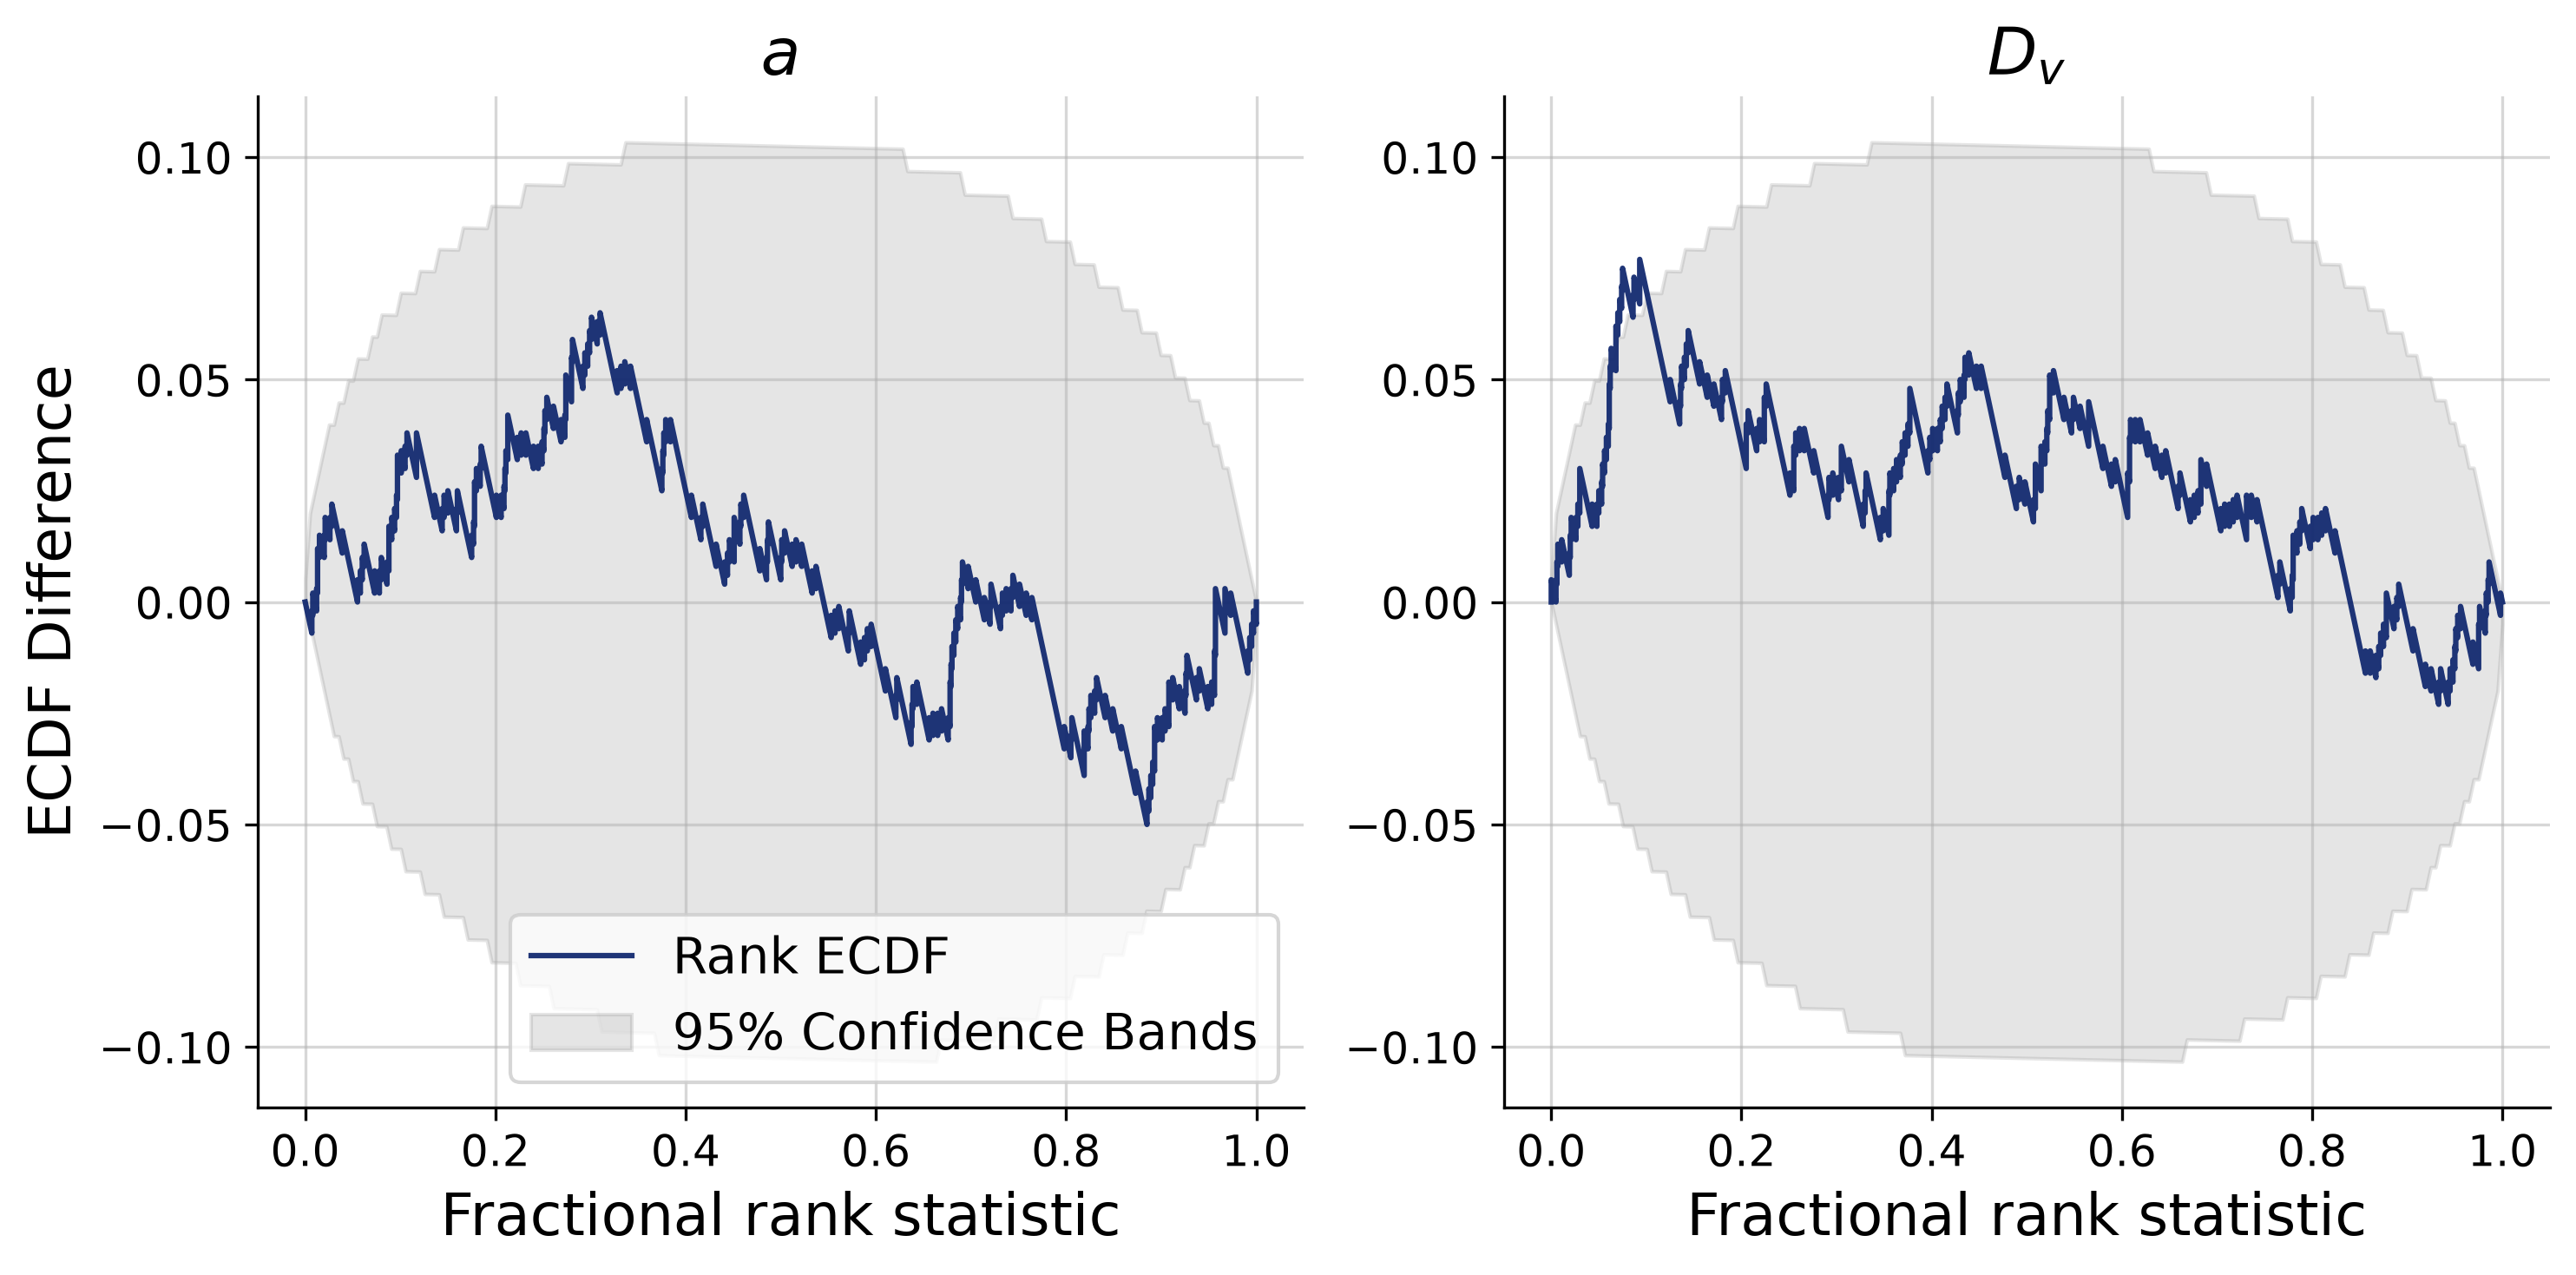 a
D_v
ECDF Difference
0.10
0.05
0.00
−0.05
−0.10
Rank ECDF
95% Confidence Bands
0.0 0.2 0.4 0.6 0.8 1.0
Fractional rank statistic
0.10
0.05
0.00
−0.05
−0.10
0.0 0.2 0.4 0.6 0.8 1.0
Fractional rank statistic